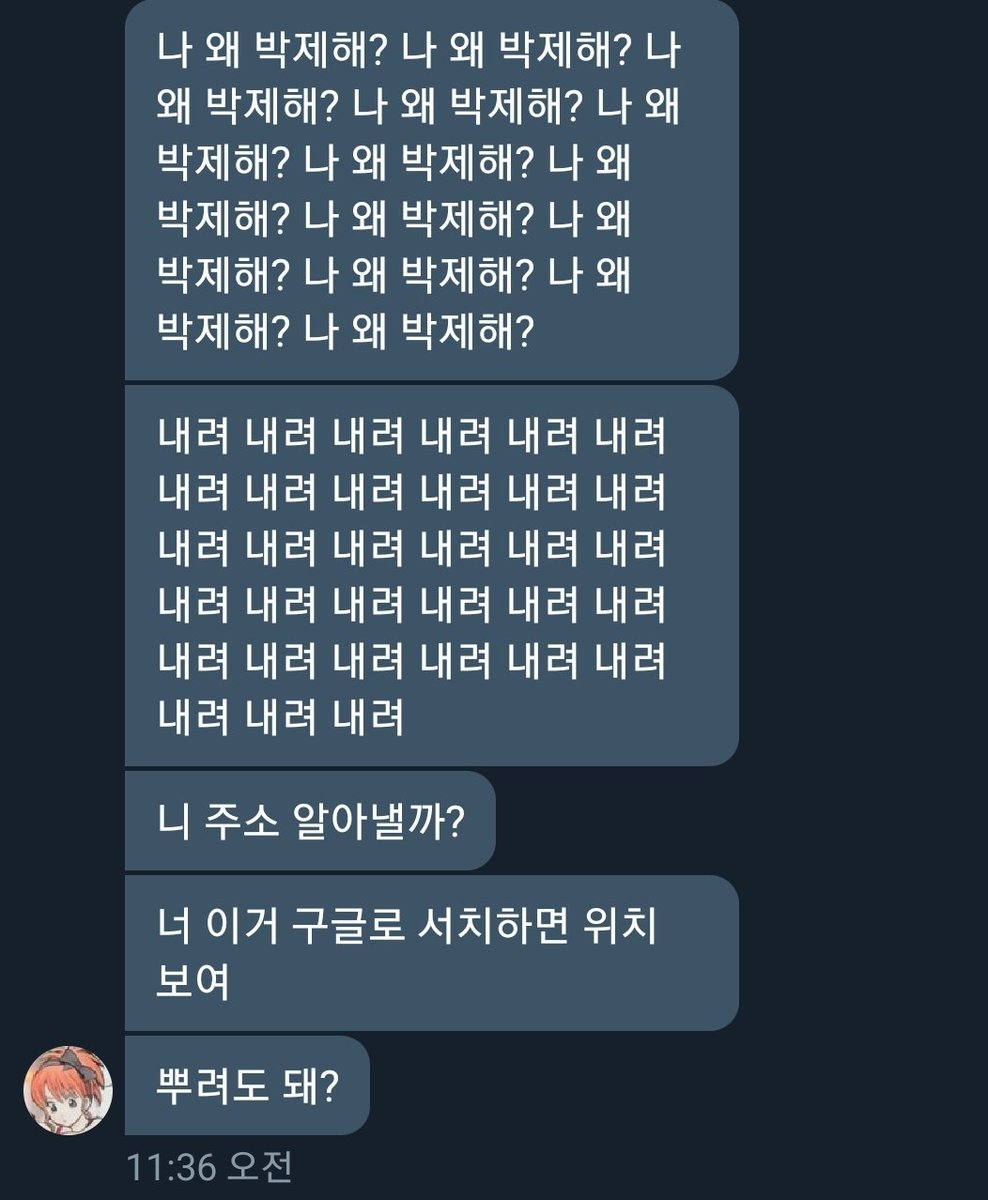 나 왜 박제해? 나 왜 박제해? 나
왜 박제해? 나 왜 박제해? 나 왜
박제해? 나 왜 박제해? 나 왜
박제해? 나 왜 박제해? 나 왜
박제해? 나 왜 박제해? 나 왜
박제해? 나 왜 박제해?
내려 내려 내려 내려 내려 내려
내려 내려 내려 내려 내려 내려
내려 내려 내려 내려 내려 내려
내려 내려 내려 내려 내려 내려
내려 내려 내려 내려 내려 내려
내려 내려 내려
니 주소 알아낼까?
너 이거 구글로 서치하면 위치
보여
뿌려도 돼?
11:36 오전